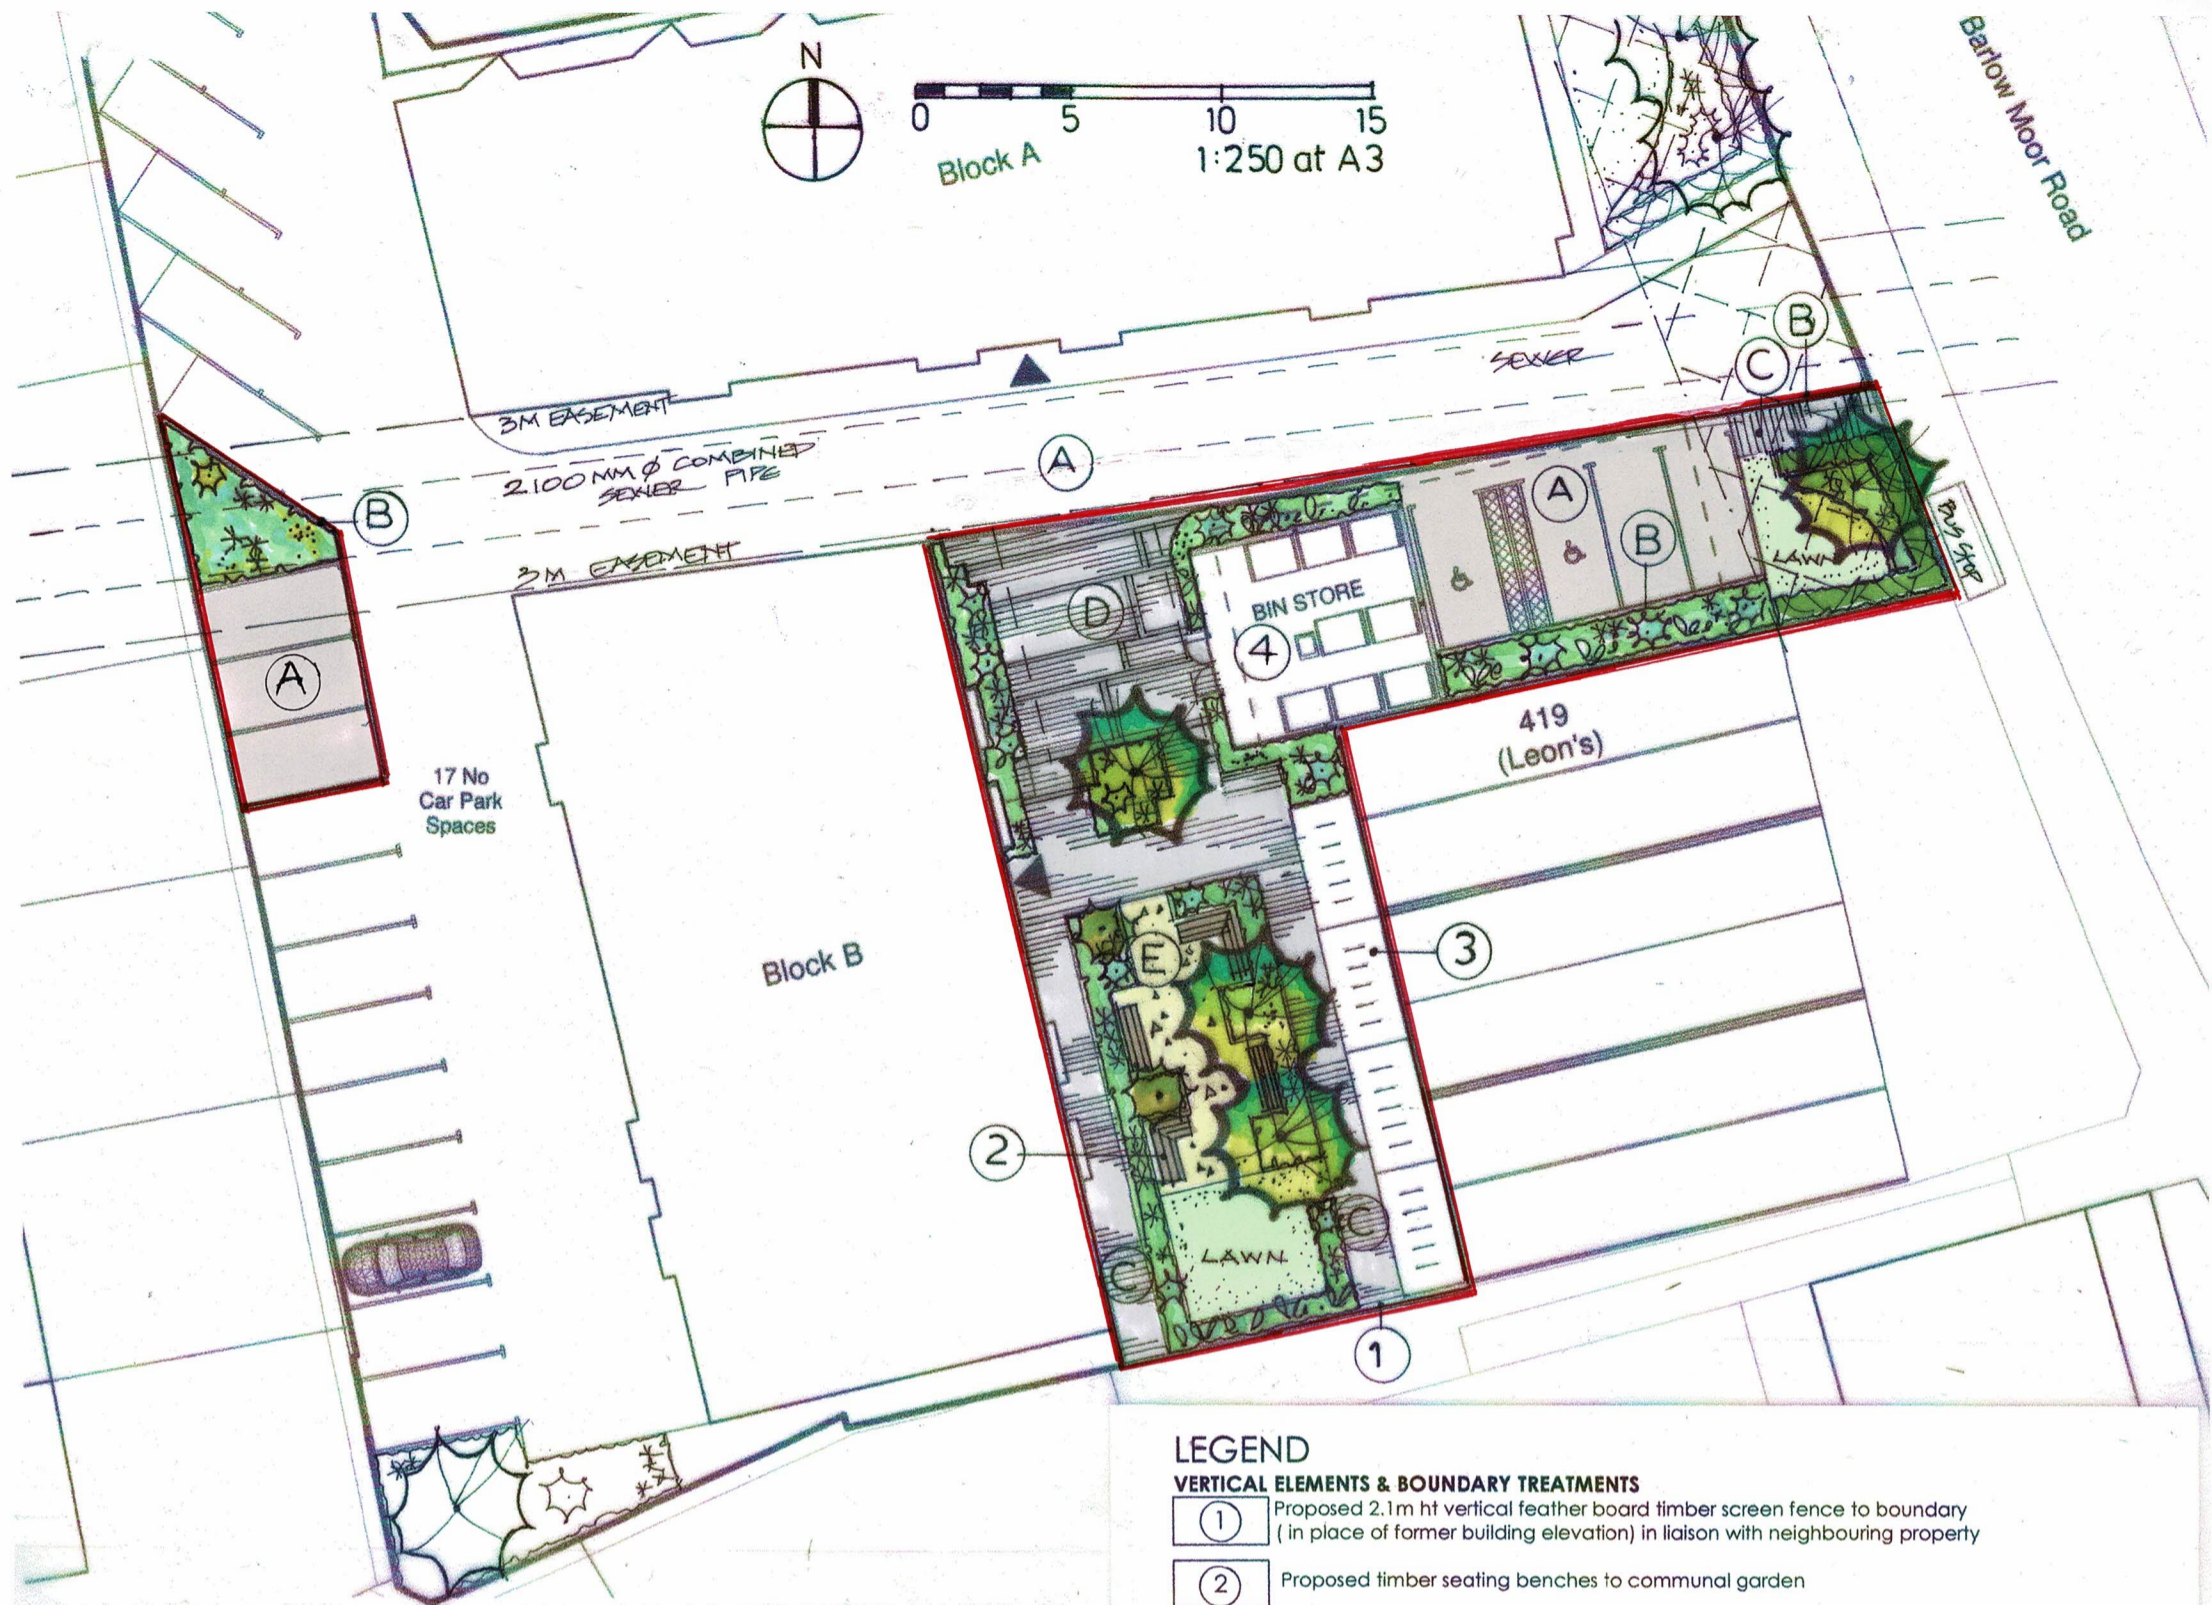 N
0 5 10 15
1:250 at A3
Block A
Barlow Moor Road
B
SEWER
C
3M EASEMENT
2100 MM Ø COMBINED
SEWER PIPE
A
A
B
B
BUS STOP
LAWN
3M EASEMENT
D
BIN STORE
4
A
419
(Leon's)
17 No
Car Park
Spaces
Block B
E
3
2
C
LAWN
C
1
LEGEND
VERTICAL ELEMENTS & BOUNDARY TREATMENTS
1 Proposed 2.1m ht vertical feather board timber screen fence to boundary
( in place of former building elevation) in liaison with neighbouring property
2 Proposed timber seating benches to communal garden